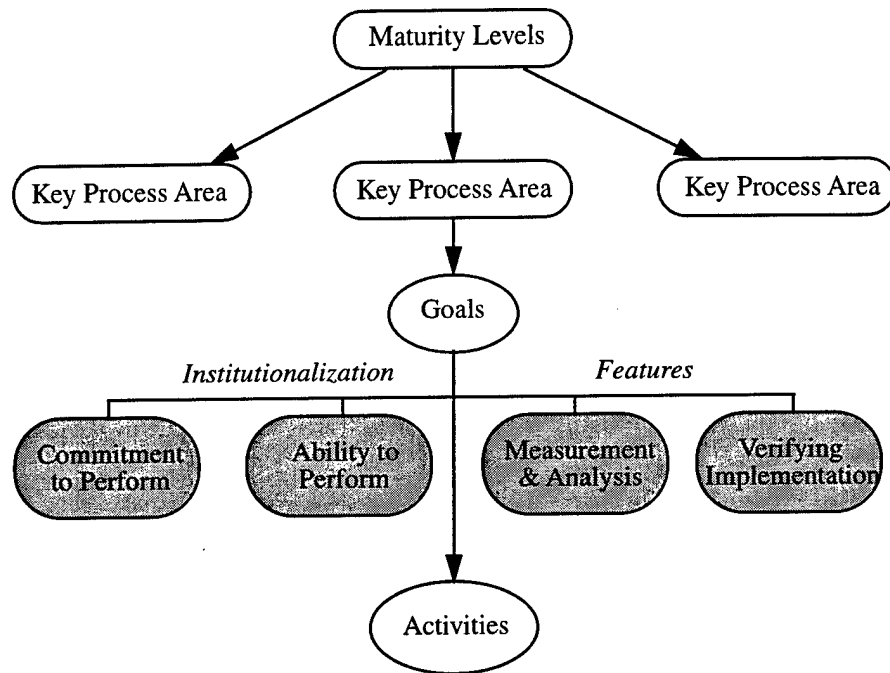 Maturity Levels
Key Process Area
Key Process Area
Key Process Area
Goals
Institutionalization
Features
Commitment
to Perform
Ability to
Perform
Measurement
& Analysis
Verifying
Implementation
Activities